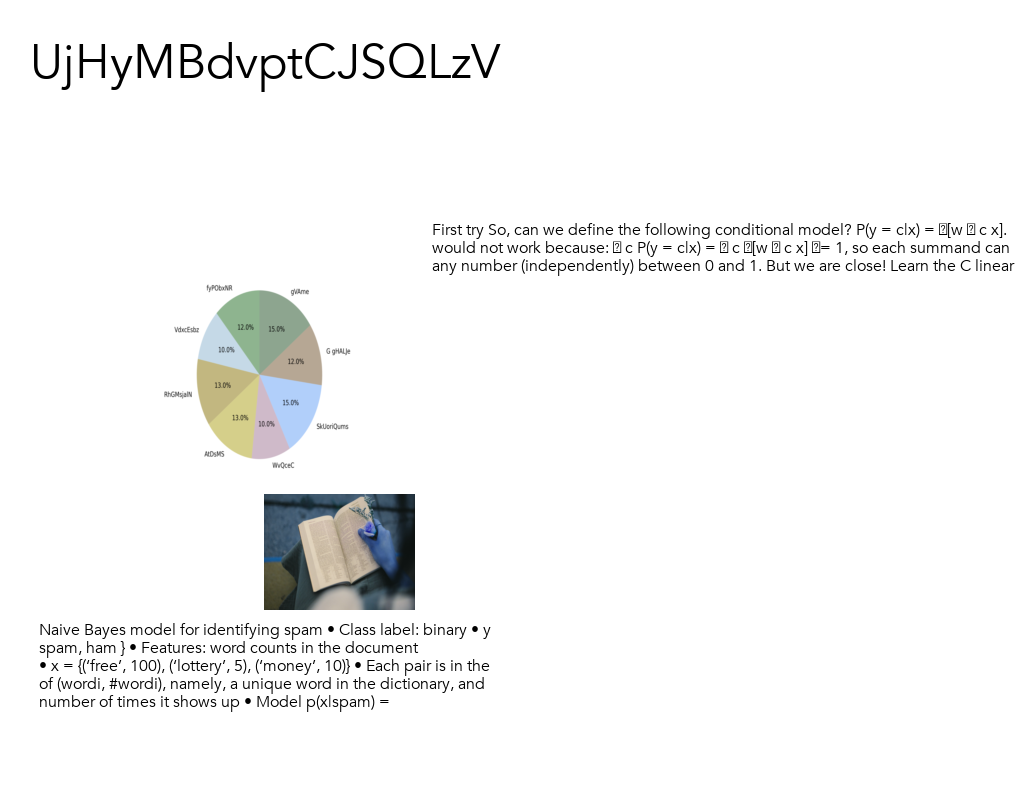 UjHyMBdvptCJSQLzV
First try So, can we define the following conditional model? P(y = c|x) = [w c x].
would not work because: c P(y = c|x) = c [w c x] = 1, so each summand can
any number (independently) between 0 and 1. But we are close! Learn the C linear
fyPObxNR
gVAme
VdxcEsbz
12.0%
15.0%
10.0%
G gHALJe
12.0%
13.0%
RhGMsjaIN
15.0%
13.0%
10.0%
SkUoriQums
AtDsMS
WvQceC
Naive Bayes model for identifying spam • Class label: binary • y
spam, ham } • Features: word counts in the document
• x = {(‘free’, 100), (‘lottery’, 5), (‘money’, 10)} • Each pair is in the
of (wordi, #wordi), namely, a unique word in the dictionary, and
number of times it shows up • Model p(x|spam) =